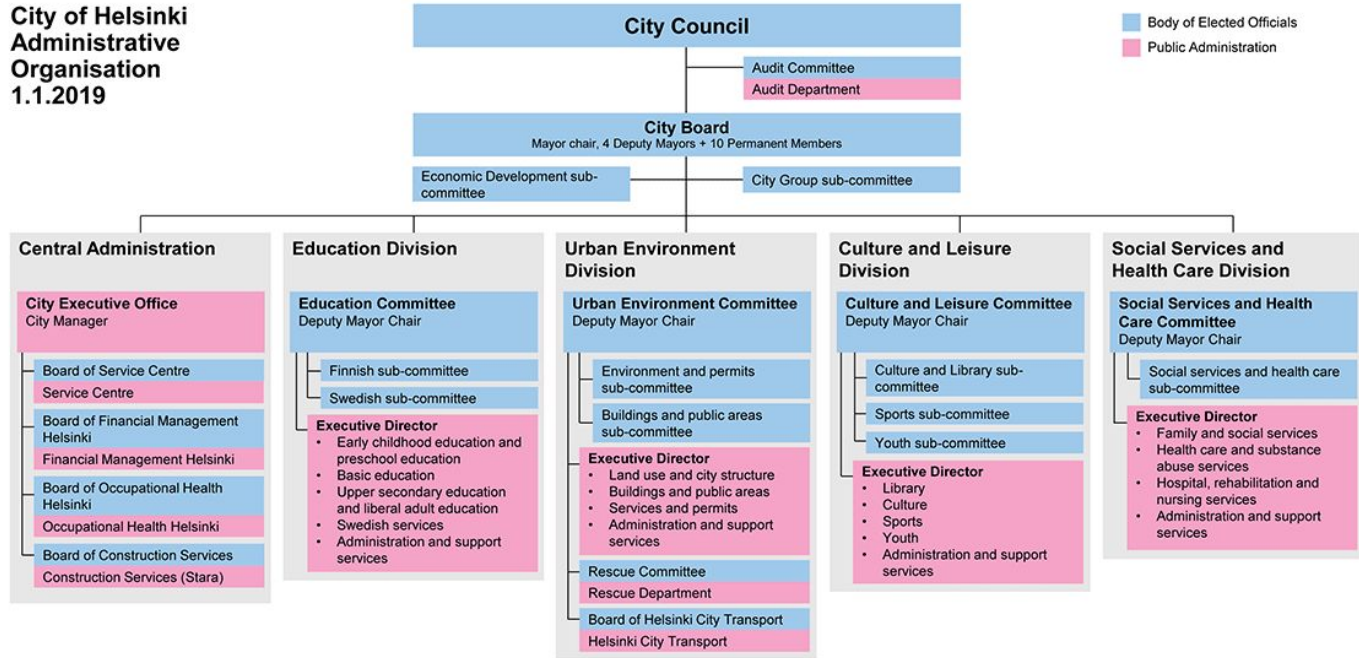 City of Helsinki
Administrative
Organisation
1.1.2019
City Council
Body of Elected Officials
Public Administration
Audit Committee
Audit Department
City Board
Mayor chair, 4 Deputy Mayors + 10 Permanent Members
Economic Development sub-
committee
City Group sub-committee
Central Administration
City Executive Office
City Manager
Board of Service Centre
Service Centre
Board of Financial Management
Helsinki
Financial Management Helsinki
Board of Occupational Health
Helsinki
Occupational Health Helsinki
Board of Construction Services
Construction Services (Stara)
Education Division
Education Committee
Deputy Mayor Chair
Finnish sub-committee
Swedish sub-committee
Executive Director
• Early childhood education and
preschool education
• Basic education
• Upper secondary education
and liberal adult education
• Swedish services
• Administration and support
services
Urban Environment
Division
Urban Environment Committee
Deputy Mayor Chair
Environment and permits
sub-committee
Buildings and public areas
sub-committee
Executive Director
• Land use and city structure
• Buildings and public areas
• Services and permits
• Administration and support
services
Rescue Committee
Rescue Department
Board of Helsinki City Transport
Helsinki City Transport
Culture and Leisure
Division
Culture and Leisure Committee
Deputy Mayor Chair
Culture and Library sub-
committee
Sports sub-committee
Youth sub-committee
Executive Director
• Library
• Culture
• Sports
• Youth
• Administration and support
services
Social Services and
Health Care Division
Social Services and Health
Care Committee
Deputy Mayor Chair
Social services and health care
sub-committee
Executive Director
• Family and social services
• Health care and substance
abuse services
• Hospital, rehabilitation and
nursing services
• Administration and support
services